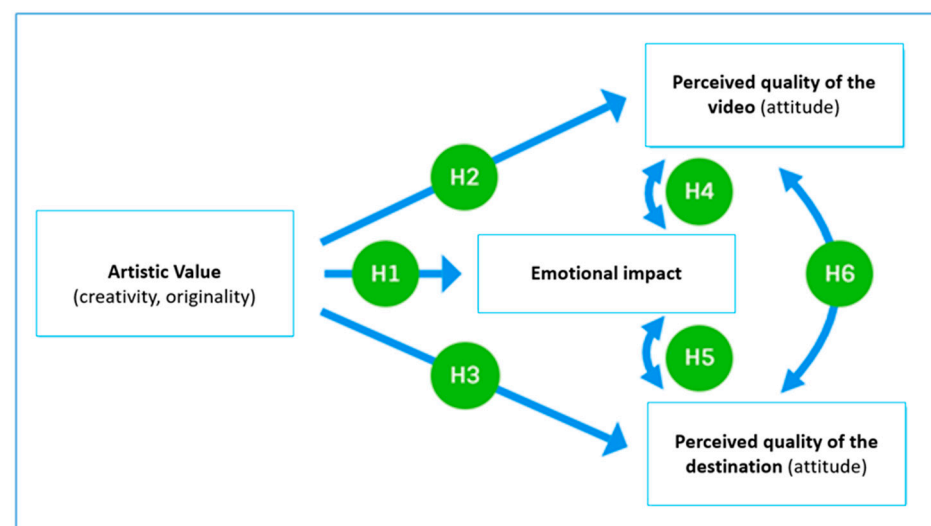 Perceived quality of the
video (attitude)
H2
H4
Artistic Value
(creativity, originality)
H1
Emotional impact
H6
H3
H5
Perceived quality of the
destination (attitude)